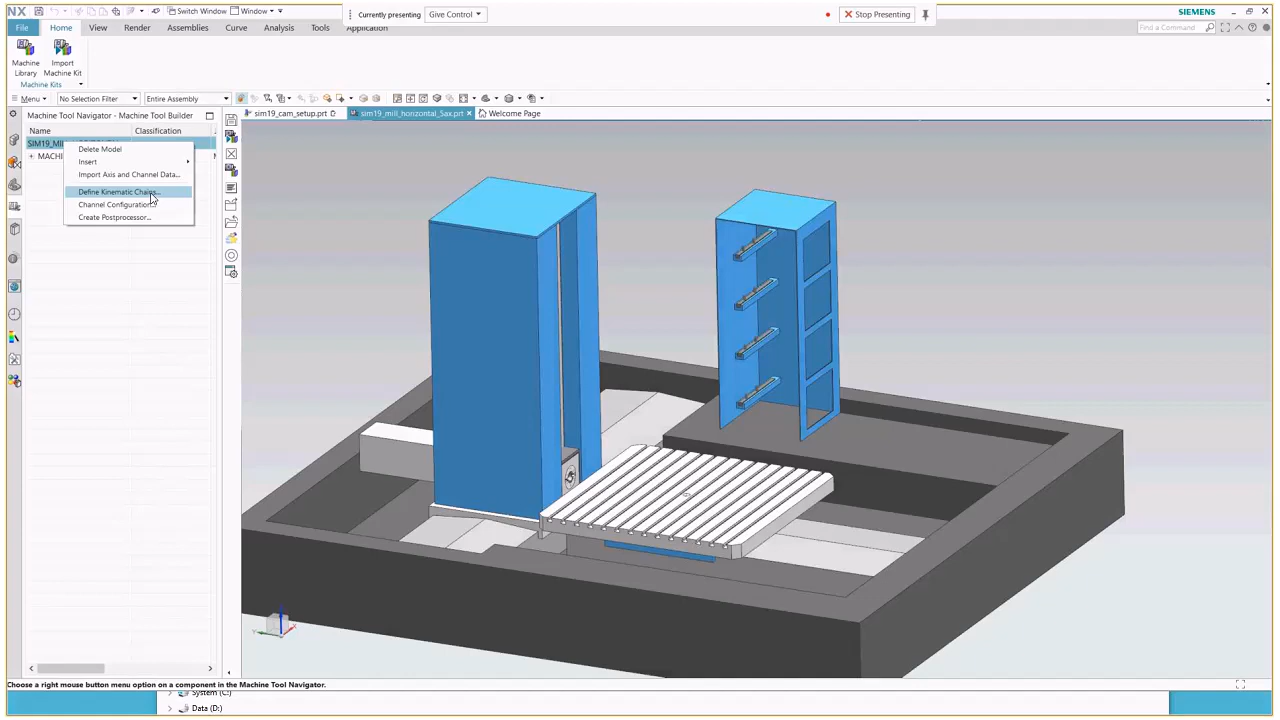 NX
Switch Window
Window
Currently presenting
Give Control
Stop Presenting
SIEMENS
File
Home
View
Render
Assemblies
Curve
Analysis
Tools
Application
Find a Command
Machine Library
Import Machine Kit
Machine Kits
Menu
No Selection Filter
Entire Assembly
Machine Tool Navigator - Machine Tool Builder
sim19_cam_setup.prt
sim19_mill_horizontal_5ax.prt
Welcome Page
Name
Classification
SIM19_MI
Delete Model
MACHI
Insert
Import Axis and Channel Data...
Define Kinematic Chains...
Channel Configuration
Create Postprocessor...
Y
X
Choose a right mouse button menu option on a component in the Machine Tool Navigator.
System (C:)
Data (D:)